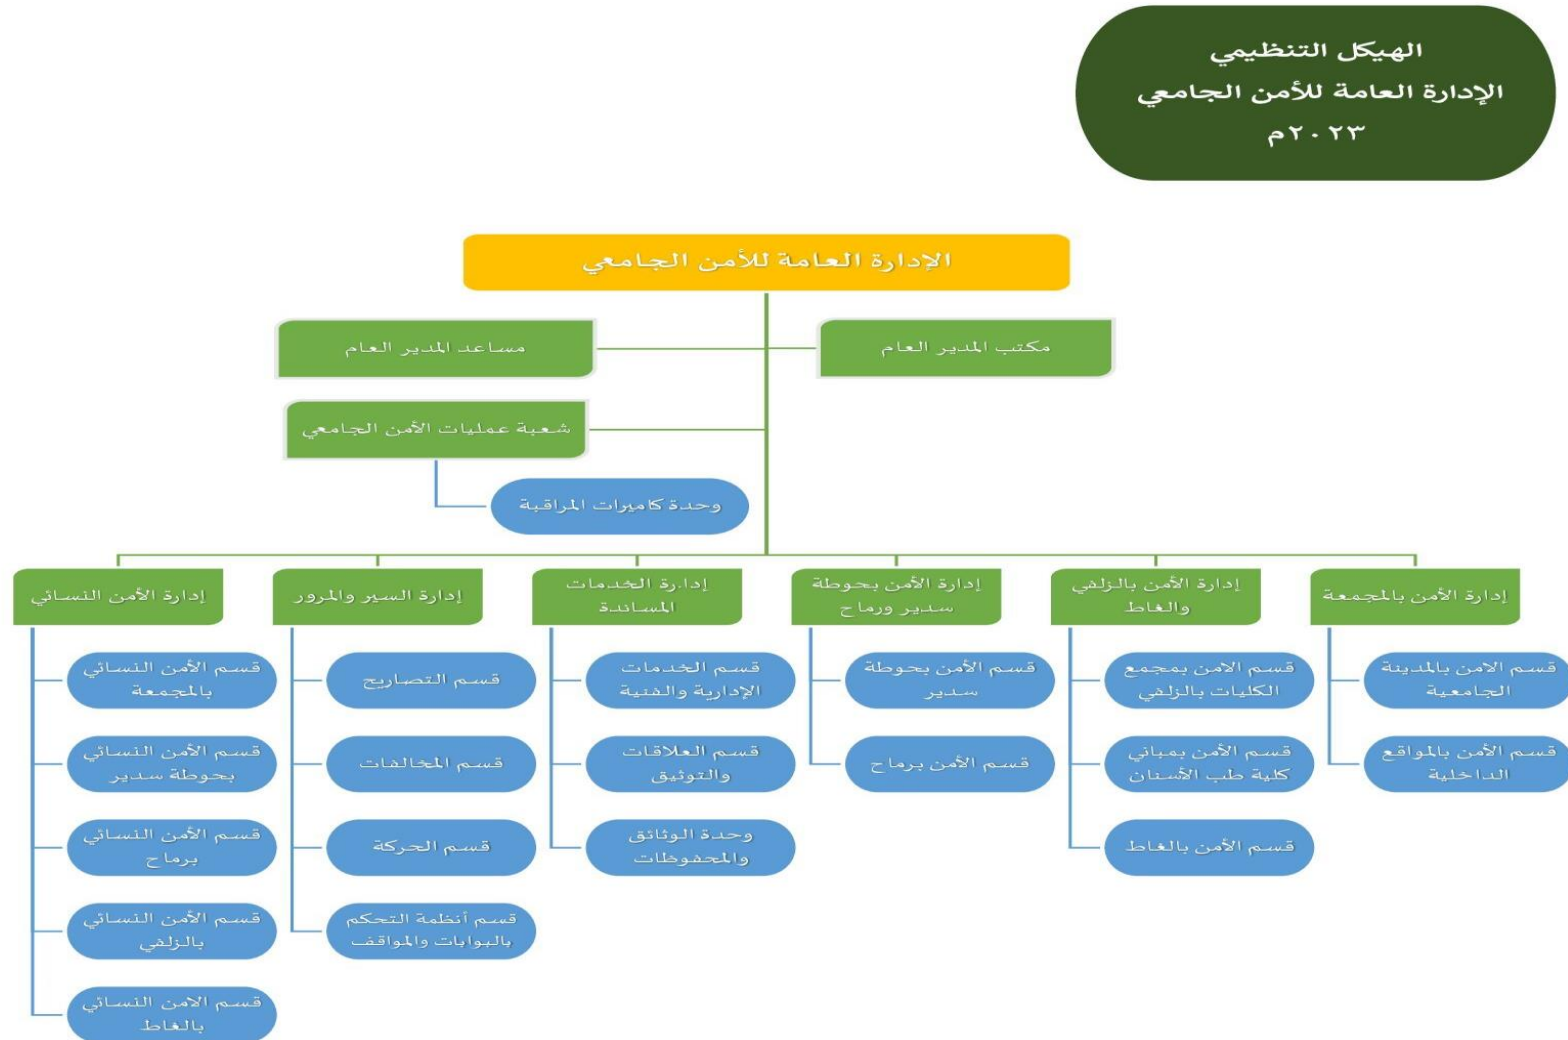 الهيكل التنظيمي
الإدارة العامة للأمن الجامعي
٢٠٢٣م
الإدارة العامة للأمن الجامعي
مكتب المدير العام
مساعد المدير العام
شعبة عمليات الأمن الجامعي
وحدة كاميرات المراقبة
إدارة الأمن بالمجمعة
قسم الامن بالمدينة
الجامعية
قسم الأمن بالمواقع
الداخلية
إدارة الأمن بالزلفي
والغاط
قسم الامن بمجمع
الكليات بالزلفي
قسم الأمن بمباني
كلية طب الأسنان
قسم الأمن بالغاط
إدارة الأمن بحوطة
سدير ورماح
قسم الأمن بحوطة
سدير
قسم الأمن برماح
إدارة الخدمات
المساندة
قسم الخدمات
الإدارية والفنية
قسم العلاقات
والتوثيق
وحدة الوثائق
والمحفوظات
إدارة السير والمرور
قسم التصاريح
قسم المخالفات
قسم الحركة
قسم أنظمة التحكم
بالبوابات والمواقف
إدارة الأمن النسائي
قسم الأمن النسائي
بالمجمعة
قسم الأمن النسائي
بحوطة سدير
قسم الأمن النسائي
برماح
قسم الأمن النسائي
بالزلفي
قسم الامن النسائي
بالغاط